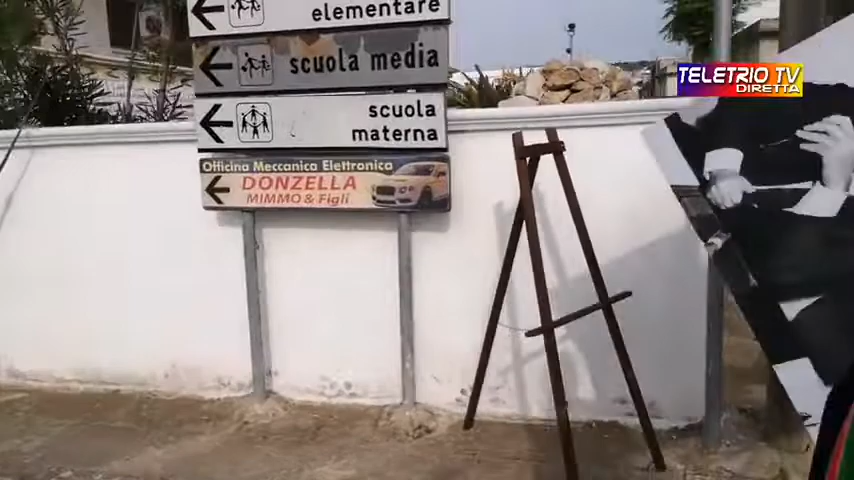 elementare
scuola media
scuola
materna
Officina Meccanica Elettronica
DONZELLA
MIMMO & Figli
TELETRIO TV
DIRETTA